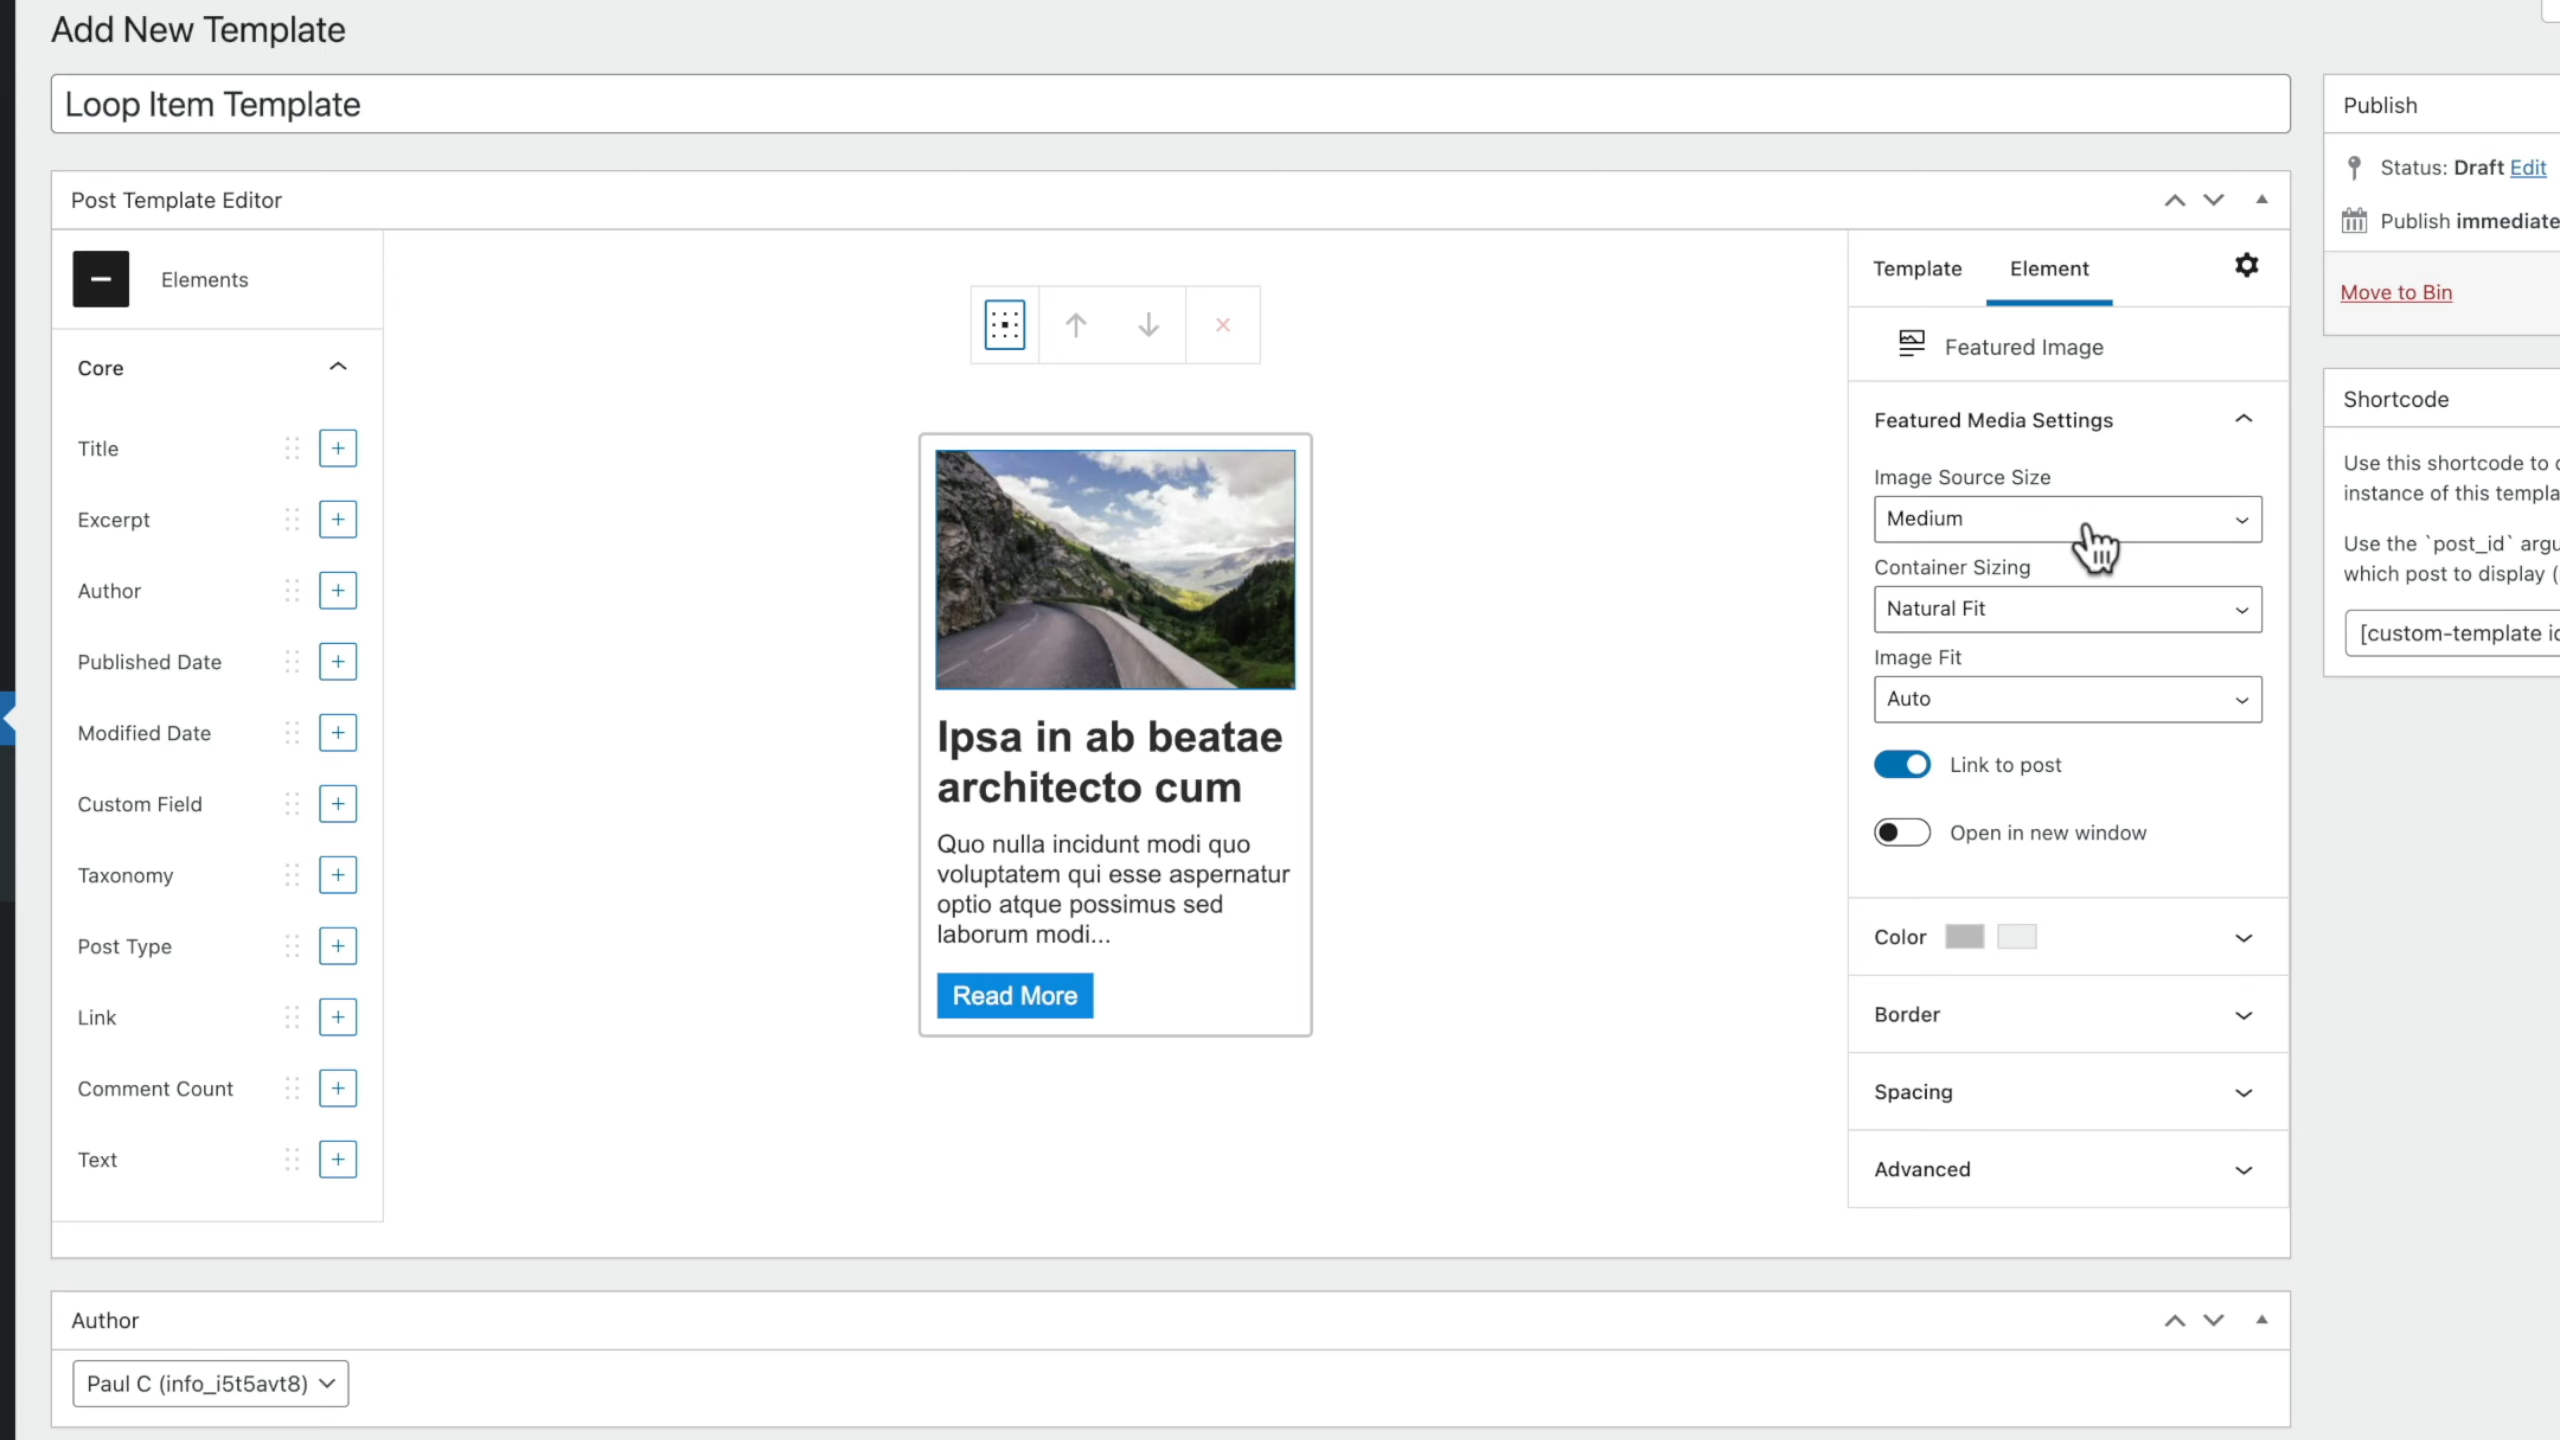 Add New Template
Loop Item Template
Post Template Editor
Elements
Core
Title
Excerpt
Author
Published Date
Modified Date
Custom Field
Taxonomy
Post Type
Link
Comment Count
Text
Ipsa in ab beatae
architecto cum
Quo nulla incidunt modi quo
voluptatem qui esse aspernatur
optio atque possimus sed
laborum modi...
Read More
Template Element
Featured Image
Featured Media Settings
Image Source Size
Medium
Container Sizing
Natural Fit
Image Fit
Auto
Link to post
Open in new window
Color
Border
Spacing
Advanced
Author
Paul C (info_i5t5avt8)
Publish
Status: Draft Edit
Publish immediate
Move to Bin
Shortcode
Use this shortcode to
instance of this templa
Use the `post_id` argu
which post to display (
[custom-template